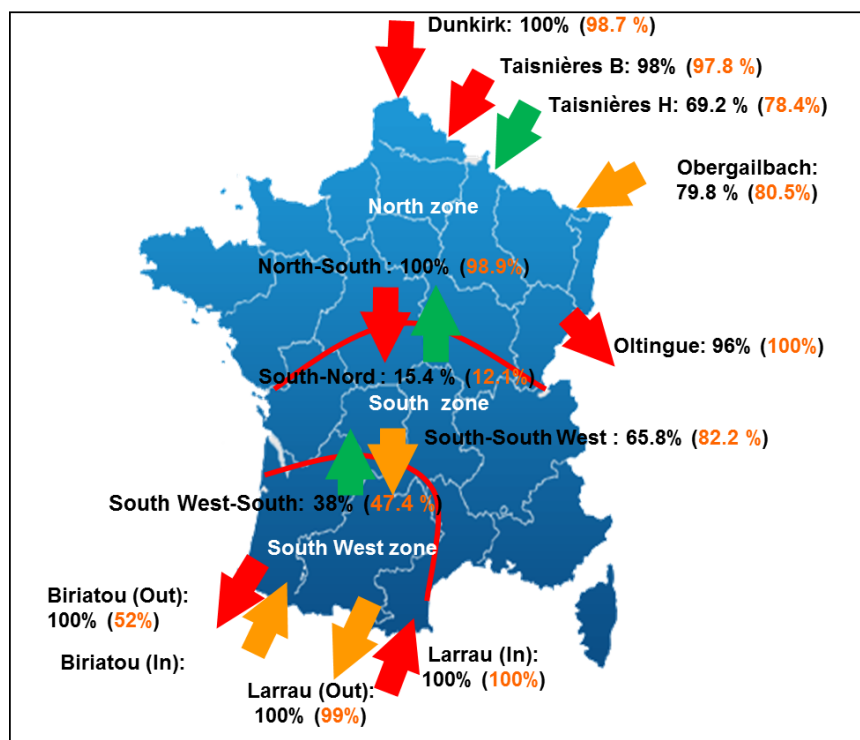 Dunkirk: 100% (98.7 %)
Taisnières B: 98% (97.8 %)
Taisnières H: 69.2 % (78.4%)
Obergailbach:
79.8 % (80.5%)
North zone
North-South : 100% (98.9%)
Oltingue: 96% (100%)
South-Nord : 15.4 % (12.1%)
South zone
South-South West : 65.8% (82.2 %)
South West-South: 38% (47.4 %)
South West zone
Biriatou (Out):
100% (52%)
Biriatou (In):
Larrau (Out):
100% (99%)
Larrau (In):
100% (100%)